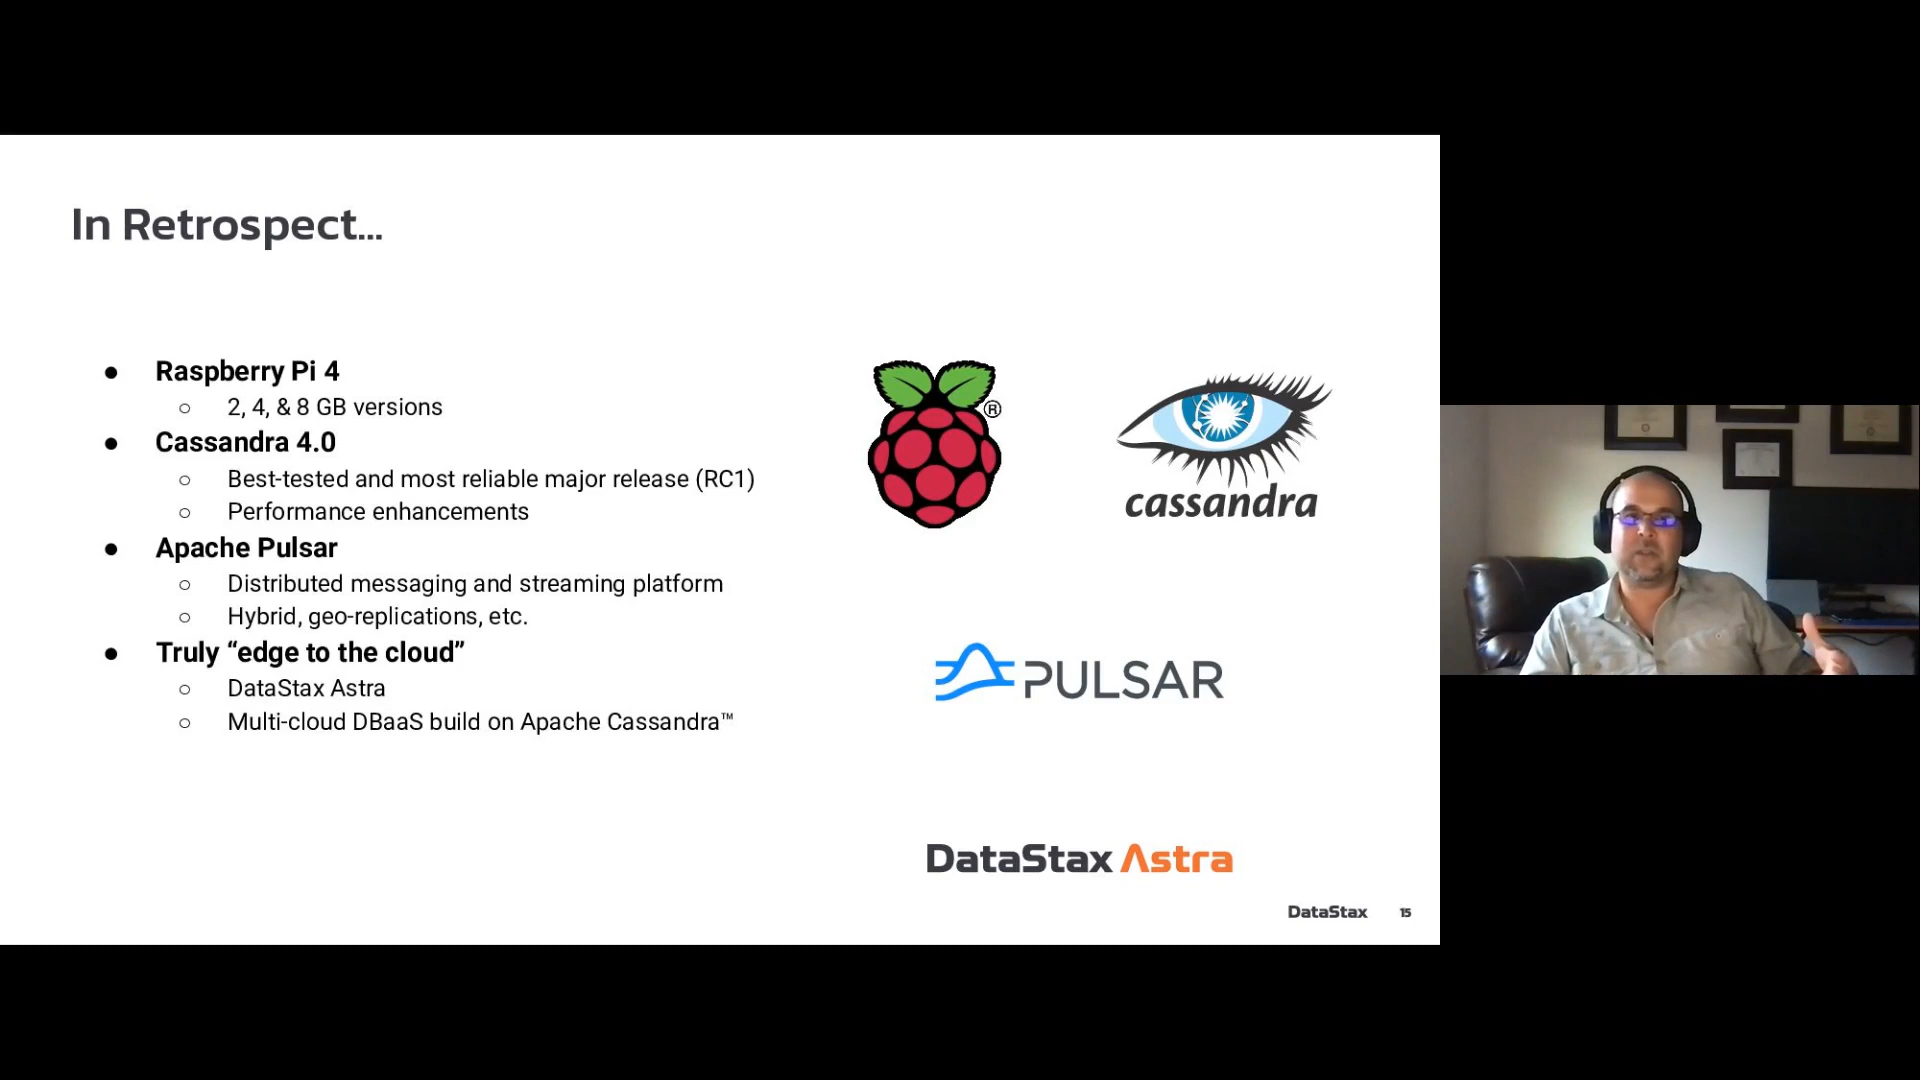 In Retrospect...
● Raspberry Pi 4
○ 2, 4, & 8 GB versions
● Cassandra 4.0
○ Best-tested and most reliable major release (RC1)
○ Performance enhancements
● Apache Pulsar
○ Distributed messaging and streaming platform
○ Hybrid, geo-replications, etc.
● Truly “edge to the cloud”
○ DataStax Astra
○ Multi-cloud DBaaS build on Apache Cassandra™
®
cassandra
PULSAR
DataStax Astra
DataStax 15